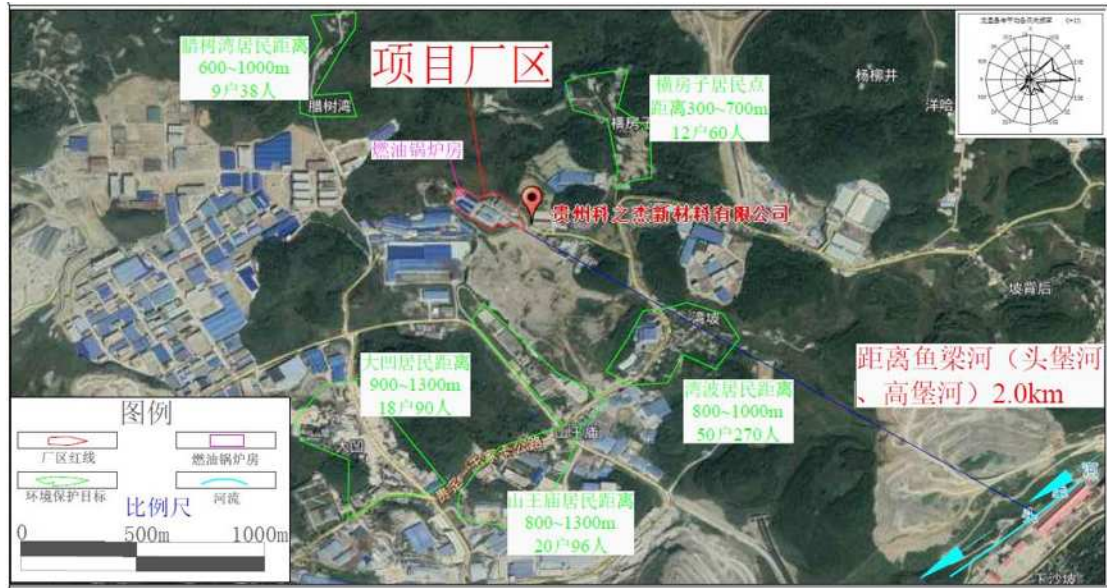 腊树湾居民距离
600~1000m
9户38人
腊树湾
项目厂区
燃油锅炉房
横房子居民点
距离300~700m
12户60人
横房子
杨柳井
洋哈
贵州科之杰新材料有限公司
坡背后
湾坡
距离鱼梁河（头堡河
、高堡河）2.0km
大凹居民距离
900~1300m
18户90人
大凹
湾波居民距离
800~1000m
50户270人
山王庙
山王庙居民距离
800~1300m
20户96人
下沙坡
图例
厂区红线
燃油锅炉房
环境保护目标
河流
比例尺
0
500m
1000m